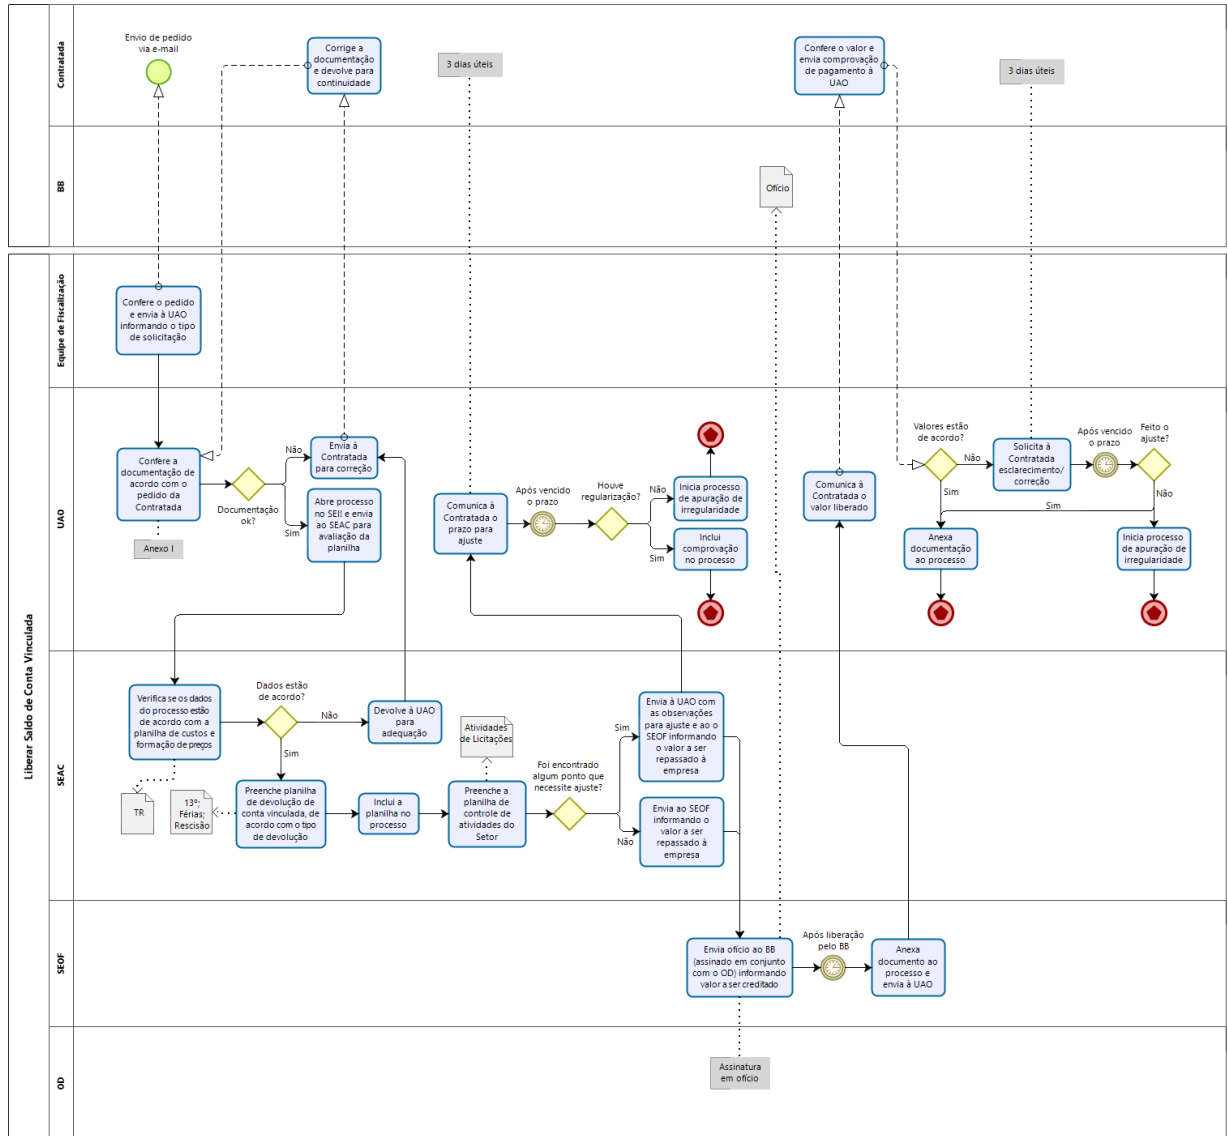 Contratada
Envio de pedido
via e-mail
Corrige a
documentação
e devolve para
continuidade
3 dias úteis
Confere o valor e
envia comprovação
de pagamento à
UAO
3 dias úteis
BB
Ofício
Liberar Saldo de Conta Vinculada
Equipe de Fiscalização
Confere o pedido
e envia à UAO
informando o tipo
de solicitação
UAO
Confere a
documentação de
acordo com o
pedido da
Contratada
Anexo I
Documentação
ok?
Não
Sim
Envia à
Contratada
para correção
Abre processo
no SEI! e envia
ao SEAC para
avaliação da
planilha
Comunica à
Contratada o
prazo para
ajuste
Após vencido
o prazo
Houve
regularização?
Não
Sim
Inicia processo
de apuração de
irregularidade
Inclui
comprovação
no processo
Comunica à
Contratada o
valor liberado
Valores estão
de acordo?
Não
Sim
Solicita à
Contratada
esclarecimento/
correção
Após vencido
o prazo
Feito o
ajuste?
Não
Sim
Anexa
documentação
ao processo
Inicia processo
de apuração de
irregularidade
SEAC
Verifica se os dados
do processo estão
de acordo com a
planilha de custos e
formação de preços
TR
Dados estão
de acordo?
Não
Sim
Devolve à UAO
para
adequação
13º;
Férias;
Rescisão
Preenche planilha
de devolução de
conta vinculada, de
acordo com o tipo
de devolução
Inclui a
planilha no
processo
Atividades
de Licitações
Preenche a
planilha de
controle de
atividades do
Setor
Foi encontrado
algum ponto que
necessite ajuste?
Sim
Não
Envia à UAO com
as observações
para ajuste e ao o
SEOF informando
o valor a ser
repassado à
empresa
Envia ao SEOF
informando o
valor a ser
repassado à
empresa
SEOF
Envia ofício ao BB
(assinado em conjunto
com o OD) informando
valor a ser creditado
Após liberação
pelo BB
Anexa
documento ao
processo e
envia à UAO
OD
Assinatura
em ofício